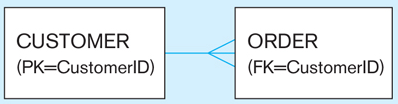 CUSTOMER
(PK=CustomerID)
ORDER
(FK=CustomerID)